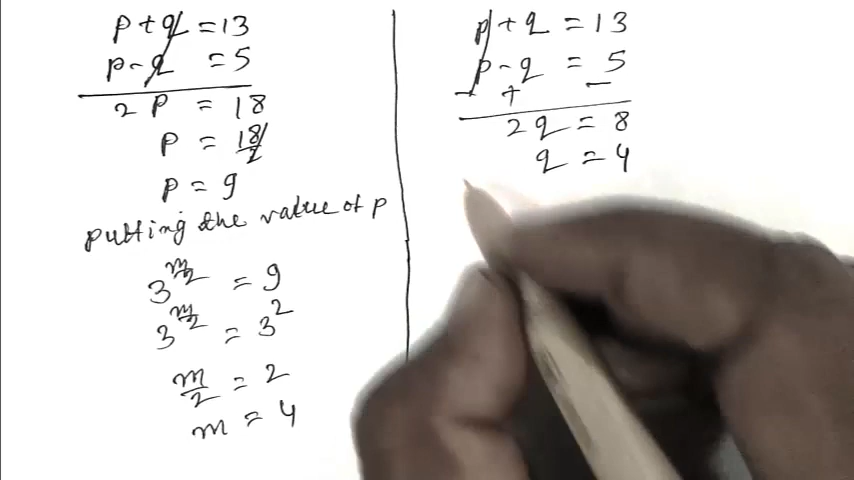 p + q = 13
p - q = 5
2p = 18
p = 18/2
p = 9
putting the value of p
3^{m/2} = 9
3^{m/2} = 3^2
m/2 = 2
m = 4
p + q = 13
p - q = 5
- + -
2q = 8
q = 4